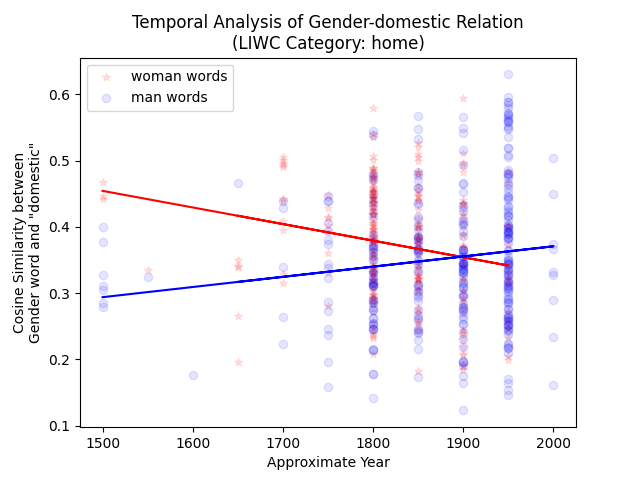 Temporal Analysis of Gender-domestic Relation
(LIWC Category: home)
woman words
man words
0.6
0.5
0.4
0.3
0.2
0.1
Cosine Similarity between
Gender word and "domestic"
1500 1600 1700 1800 1900 2000
Approximate Year